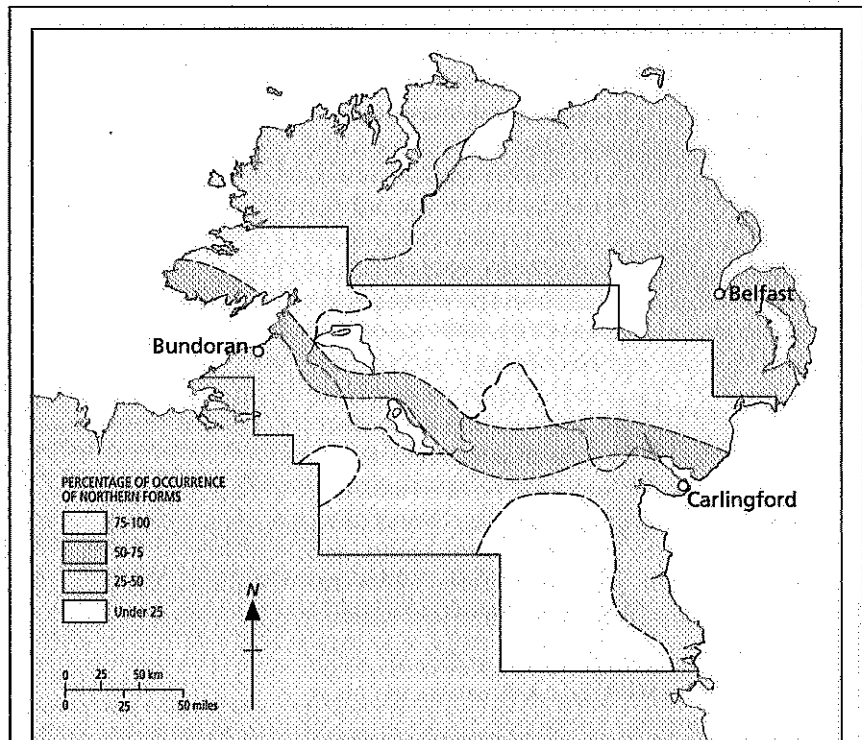 Belfast
Bundoran
Carlingford
PERCENTAGE OF OCCURRENCE
OF NORTHERN FORMS
75-100
50-75
25-50
Under 25
N
0 25 50 km
0 25 50 miles